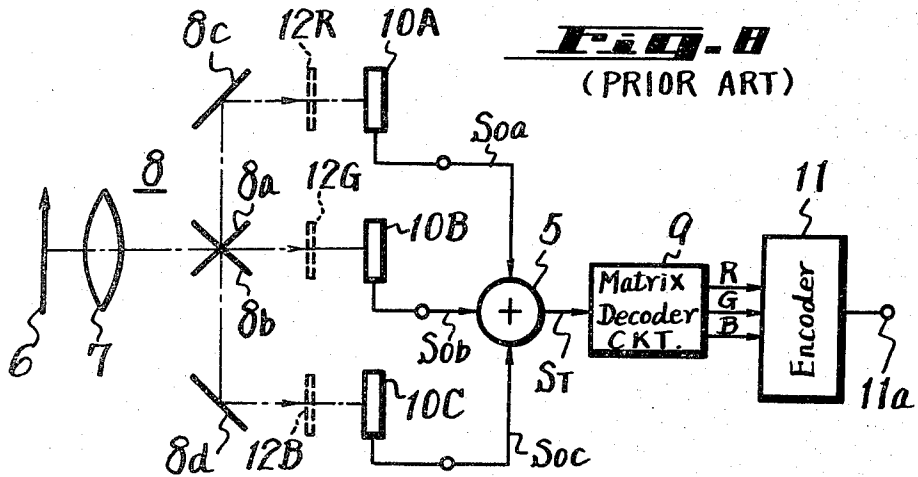 Fig. 8
(PRIOR ART)
8c
12R
10A
Soa
8
8a
12G
10B
5
9
11
Matrix
Decoder
CKT.
R
G
B
Encoder
6
7
8b
Sob
ST
11a
8d
12B
10C
Soc